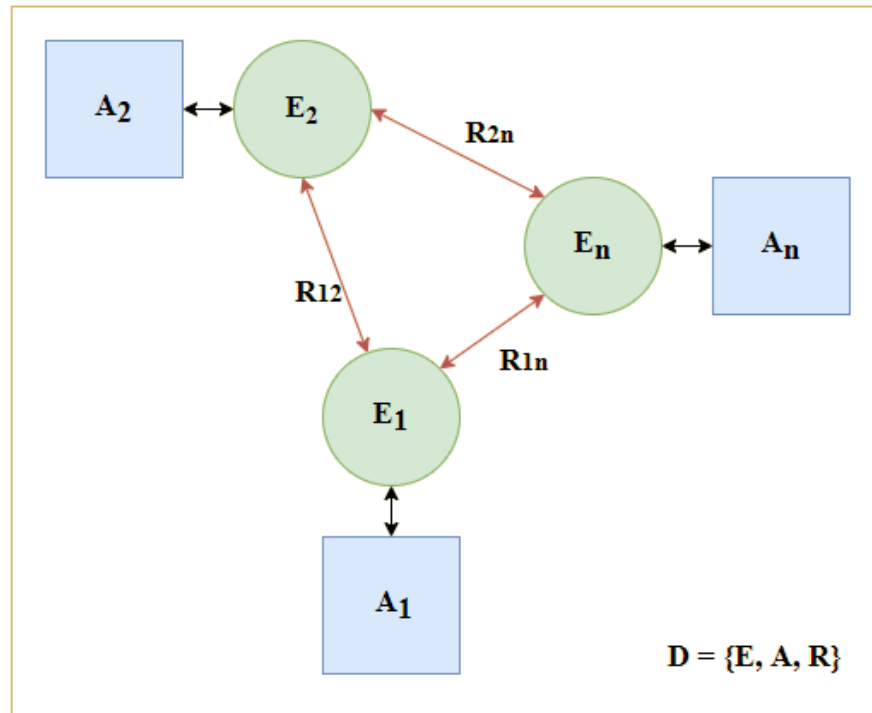 A₂
E₂
R2n
Eₙ
Aₙ
R12
R1n
E₁
A₁
D = {E, A, R}